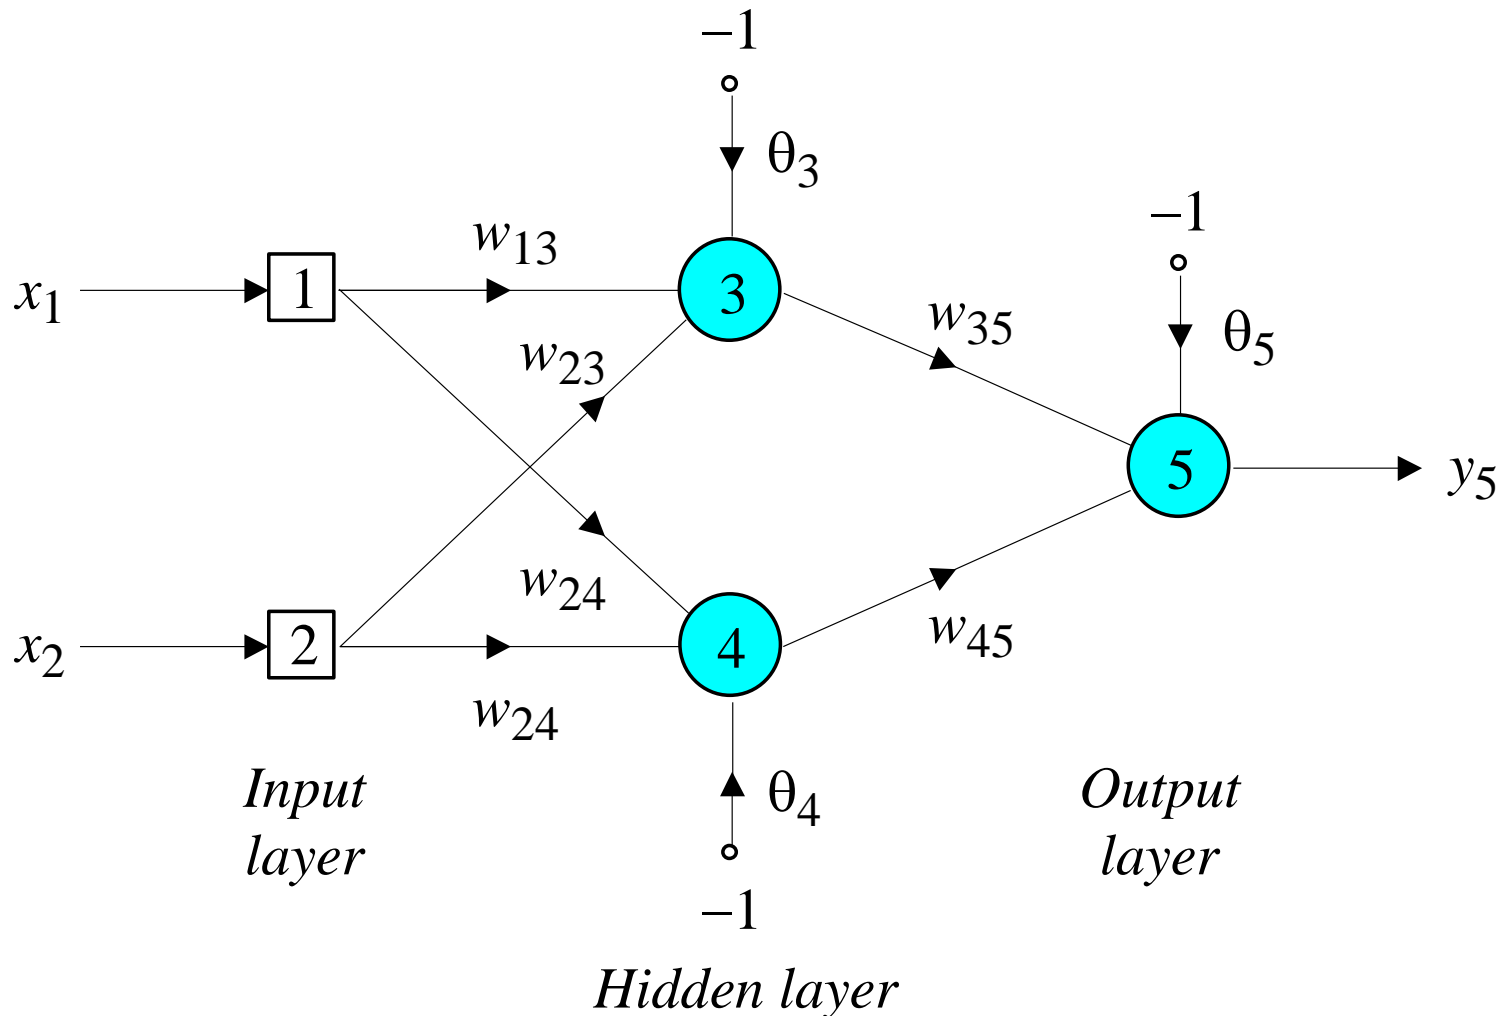 −1
θ3
−1
w13
x1
1
3
w35
θ5
w23
5
y5
w24
x2
2
4
w45
w24
θ4
Input
layer
Output
layer
−1
Hidden layer